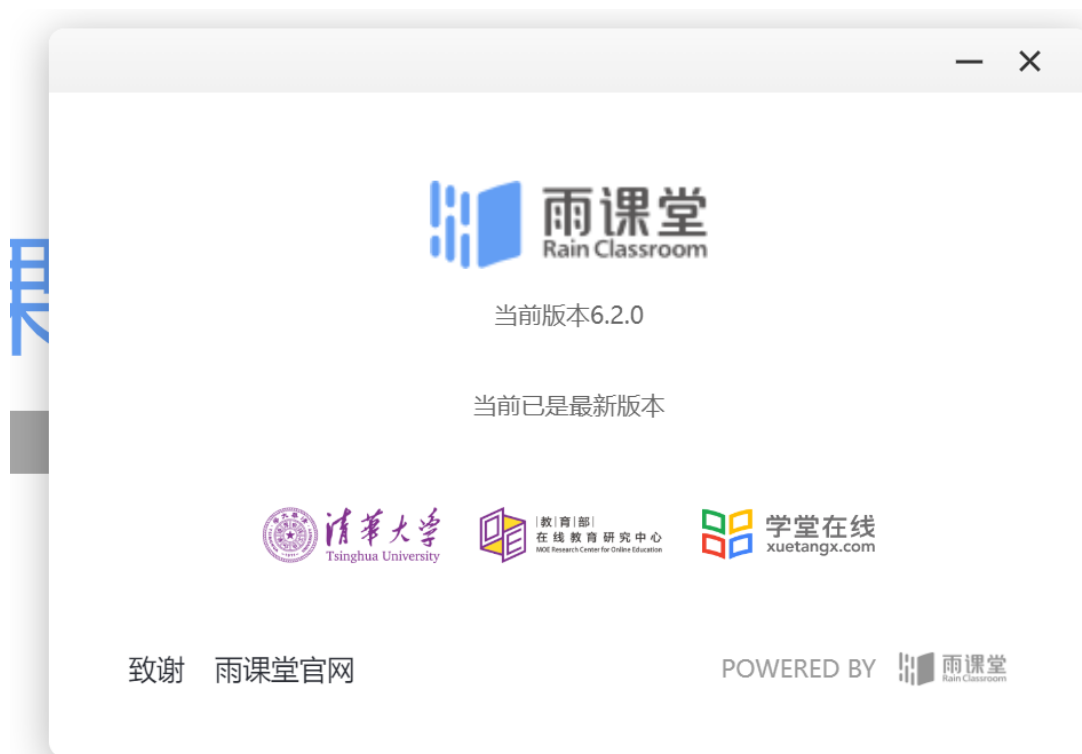 雨课堂
Rain Classroom
当前版本6.2.0
当前已是最新版本
清華大学
Tsinghua University
教育部
在线教育研究中心
MOE Research Center for Online Education
学堂在线
xuetangx.com
致谢 雨课堂官网
POWERED BY 雨课堂
Rain Classroom